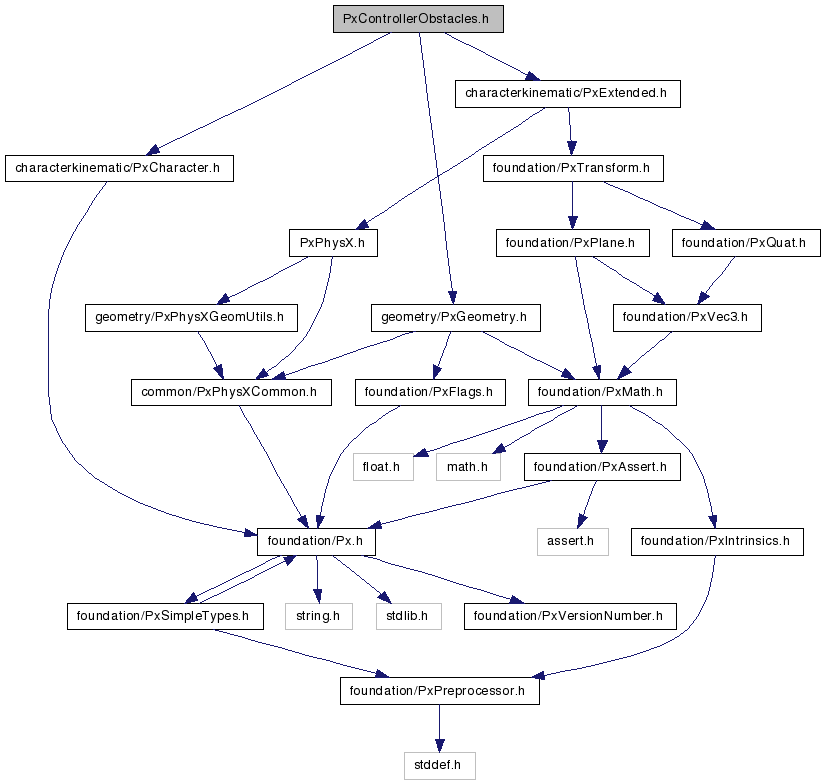 PxControllerObstacles.h
characterkinematic/PxExtended.h
characterkinematic/PxCharacter.h
foundation/PxTransform.h
PxPhysX.h
foundation/PxPlane.h
foundation/PxQuat.h
geometry/PxPhysXGeomUtils.h
geometry/PxGeometry.h
foundation/PxVec3.h
common/PxPhysXCommon.h
foundation/PxFlags.h
foundation/PxMath.h
float.h
math.h
foundation/PxAssert.h
foundation/Px.h
assert.h
foundation/PxIntrinsics.h
foundation/PxSimpleTypes.h
string.h
stdlib.h
foundation/PxVersionNumber.h
foundation/PxPreprocessor.h
stddef.h